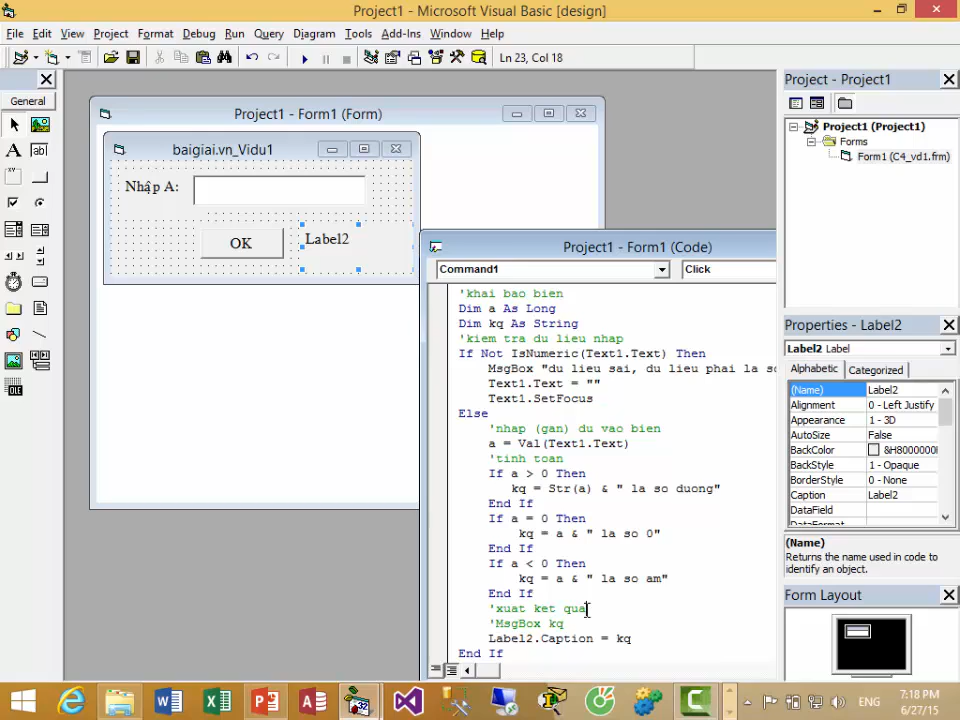 Project1 - Microsoft Visual Basic [design]
File Edit View Project Format Debug Run Query Diagram Tools Add-Ins Window Help
Ln 23, Col 18
General
Project1 - Form1 (Form)
baigiai.vn_Vidu1
Nhập A:
OK
Label2
Project1 - Form1 (Code)
Command1
Click
'khai bao bien
Dim a As Long
Dim kq As String
'kiem tra du lieu nhap
If Not IsNumeric(Text1.Text) Then
MsgBox "du lieu sai, du lieu phai la so
Text1.Text = ""
Text1.SetFocus
Else
'nhap (gan) du vao bien
a = Val(Text1.Text)
'tinh toan
If a > 0 Then
kq = Str(a) & " la so duong"
End If
If a = 0 Then
kq = a & " la so 0"
End If
If a < 0 Then
kq = a & " la so am"
End If
'xuat ket qua
'MsgBox kq
Label2.Caption = kq
End If
Project - Project1
Project1 (Project1)
Forms
Form1 (C4_vd1.frm)
Properties - Label2
Label2 Label
Alphabetic Categorized
(Name) Label2
Alignment 0 - Left Justify
Appearance 1 - 3D
AutoSize False
BackColor &H8000000
BackStyle 1 - Opaque
BorderStyle 0 - None
Caption Label2
DataField
DataFormat
(Name)
Returns the name used in code to
identify an object.
Form Layout
ENG
7:18 PM
6/27/15